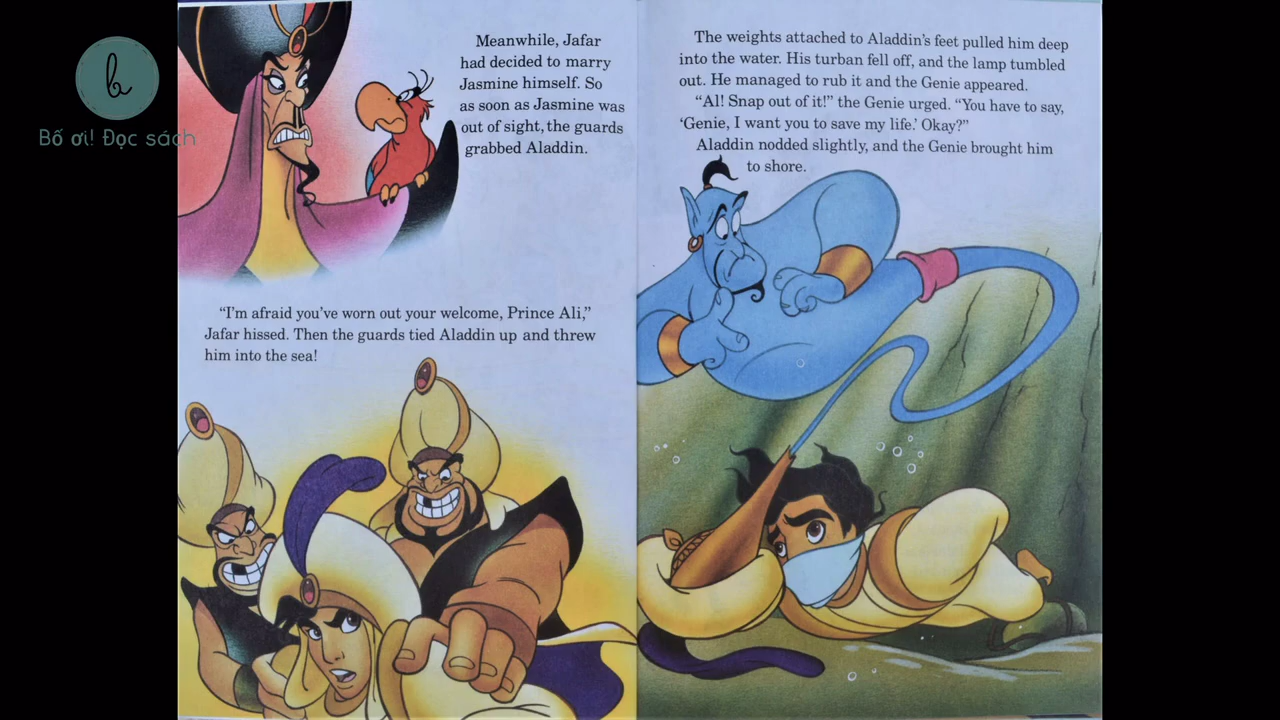 b
Bố ơi! Đọc sách
Meanwhile, Jafar
had decided to marry
Jasmine himself. So
as soon as Jasmine was
out of sight, the guards
grabbed Aladdin.
“I’m afraid you’ve worn out your welcome, Prince Ali,”
Jafar hissed. Then the guards tied Aladdin up and threw
him into the sea!
The weights attached to Aladdin’s feet pulled him deep
into the water. His turban fell off, and the lamp tumbled
out. He managed to rub it and the Genie appeared.
“Al! Snap out of it!” the Genie urged. “You have to say,
‘Genie, I want you to save my life.’ Okay?”
Aladdin nodded slightly, and the Genie brought him
to shore.